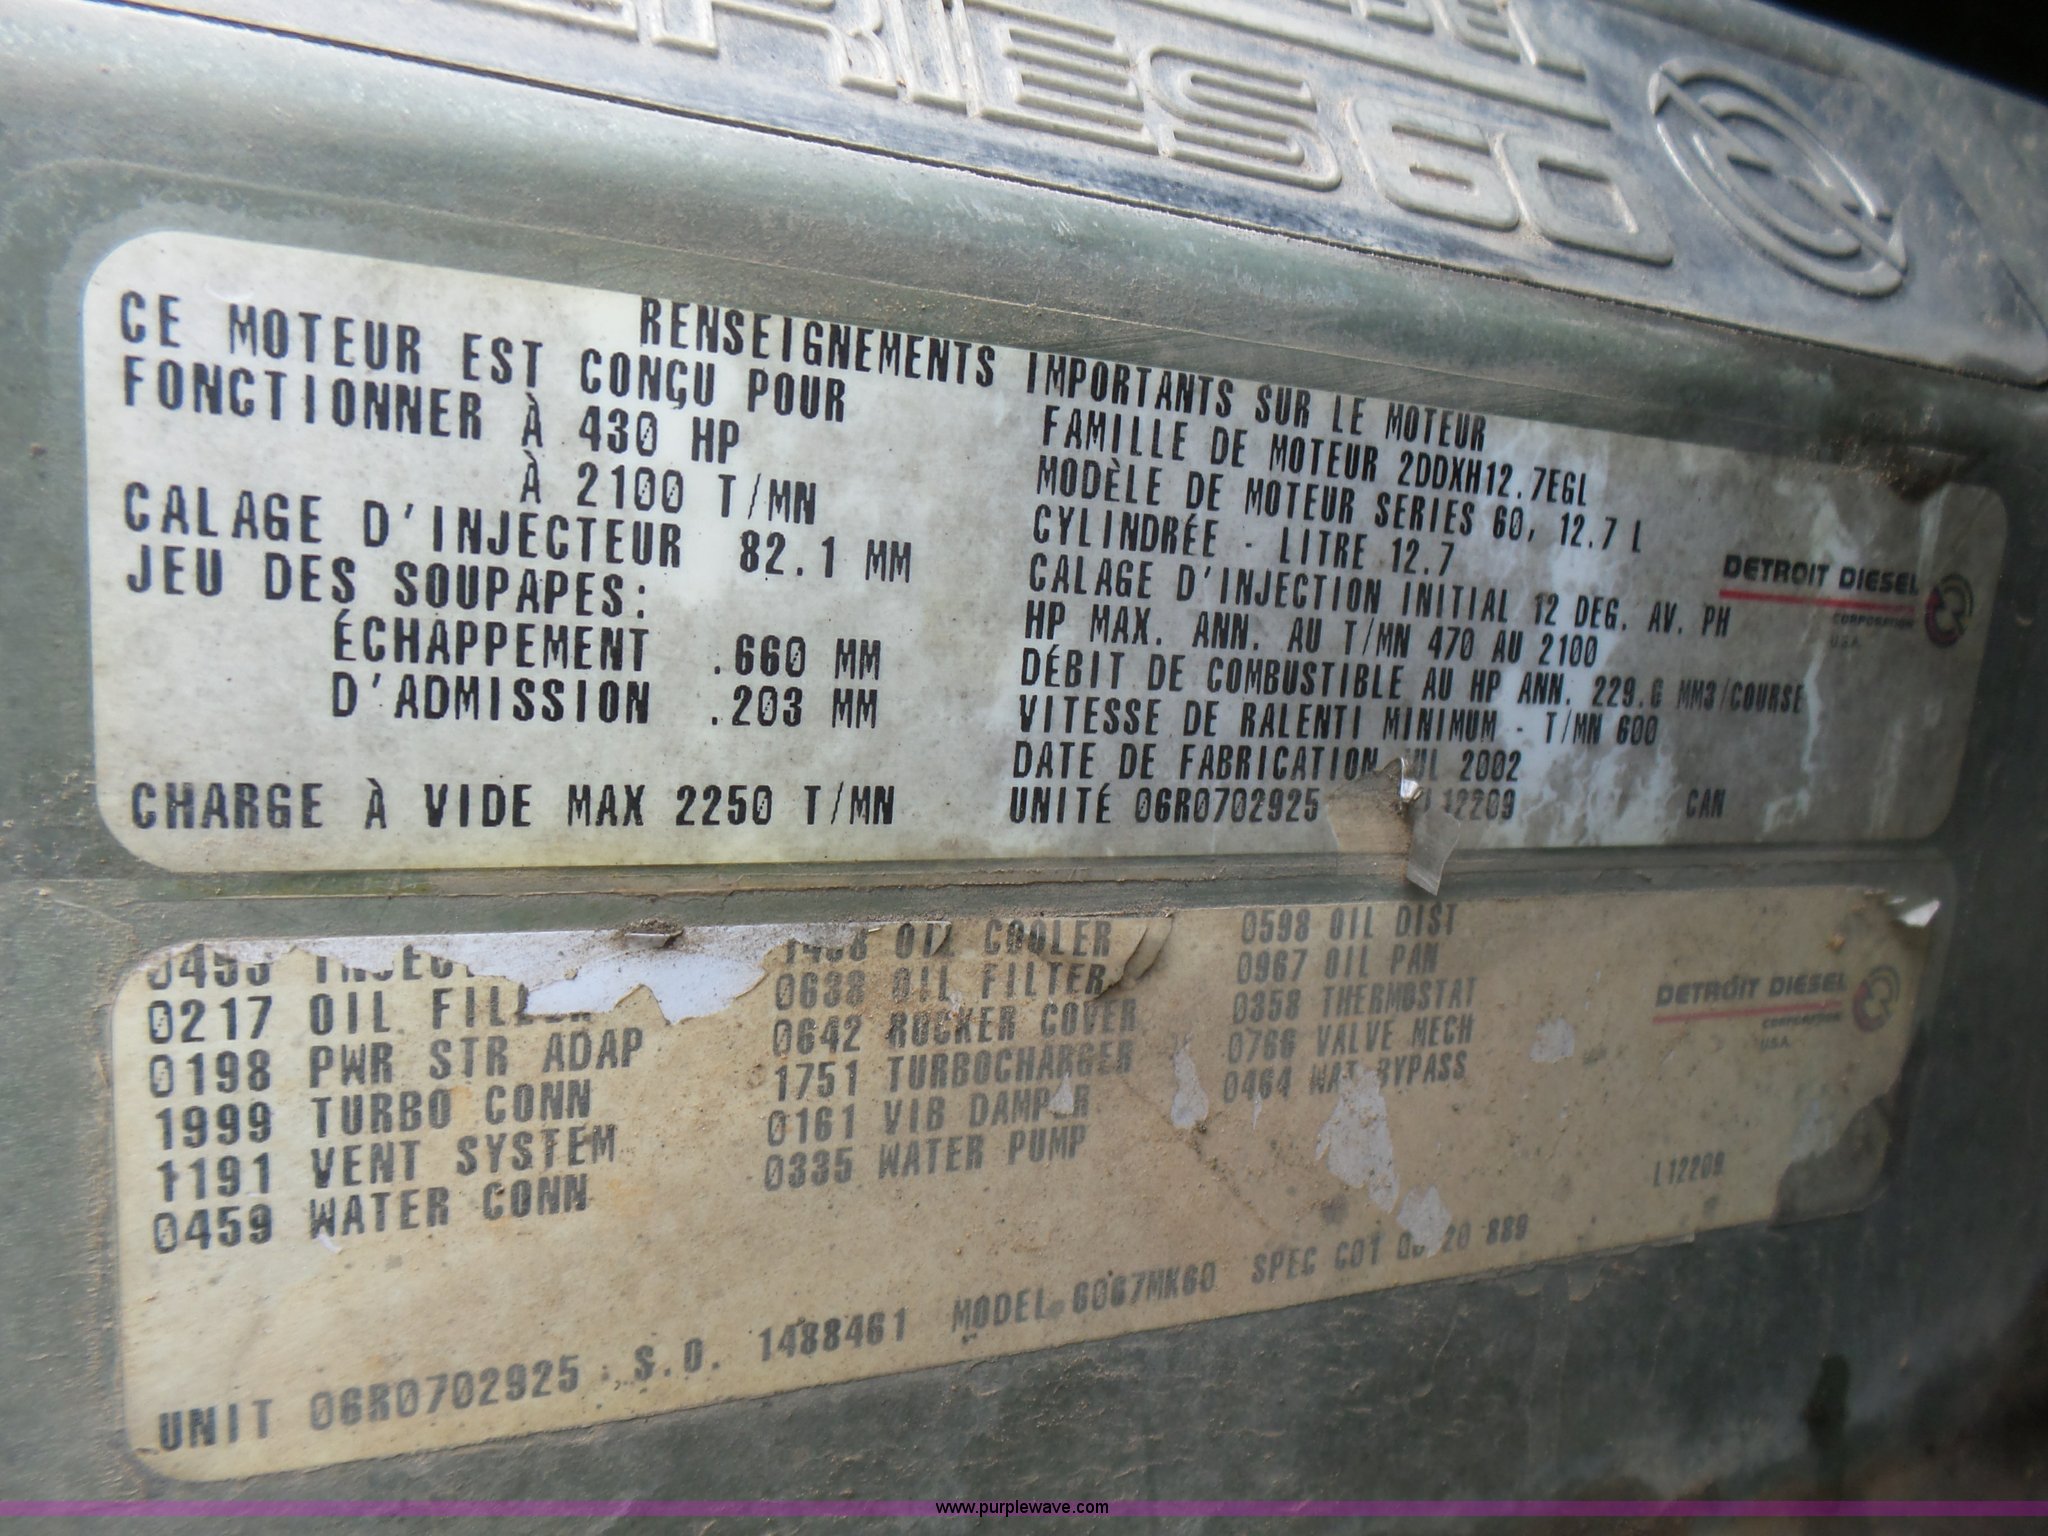 SERIES 60
RENSEIGNEMENTS IMPORTANTS SUR LE MOTEUR
CE MOTEUR EST CONÇU POUR
FONCTIONNER À 430 HP
À 2100 T/MN
CALAGE D'INJECTEUR 82.1 MM
JEU DES SOUPAPES:
ÉCHAPPEMENT .660 MM
D'ADMISSION .203 MM
CHARGE À VIDE MAX 2250 T/MN
FAMILLE DE MOTEUR 2DDXH12.7EGL
MODÈLE DE MOTEUR SERIES 60, 12.7 L
CYLINDRÉE - LITRE 12.7
CALAGE D'INJECTION INITIAL 12 DEG. AV. PH
HP MAX. ANN. AU T/MN 470 AU 2100
DÉBIT DE COMBUSTIBLE AU HP ANN. 229.6 MM3/COURSE
VITESSE DE RALENTI MINIMUM - T/MN 600
DATE DE FABRICATION 2002
UNITÉ 06R0702925 12209 CAN
DETROIT DIESEL
CORPORATION
U.S.A.
0217 OIL
0198 PWR STR ADAP
1999 TURBO CONN
1191 VENT SYSTEM
0459 WATER CONN
OIL COOLER
0638 OIL FILTER
0642 ROCKER COVER
1751 TURBOCHARGER
0161 VIB DAMPER
0335 WATER PUMP
0598 OIL DIST
0967 OIL PAN
0358 THERMOSTAT
0766 VALVE MECH
0464 WAT BYPASS
DETROIT DIESEL
CORPORATION
U.S.A.
L12209
UNIT 06R0702925 S.O. 1488461 MODEL 6067MK60 SPEC 20 889
www.purplewave.com